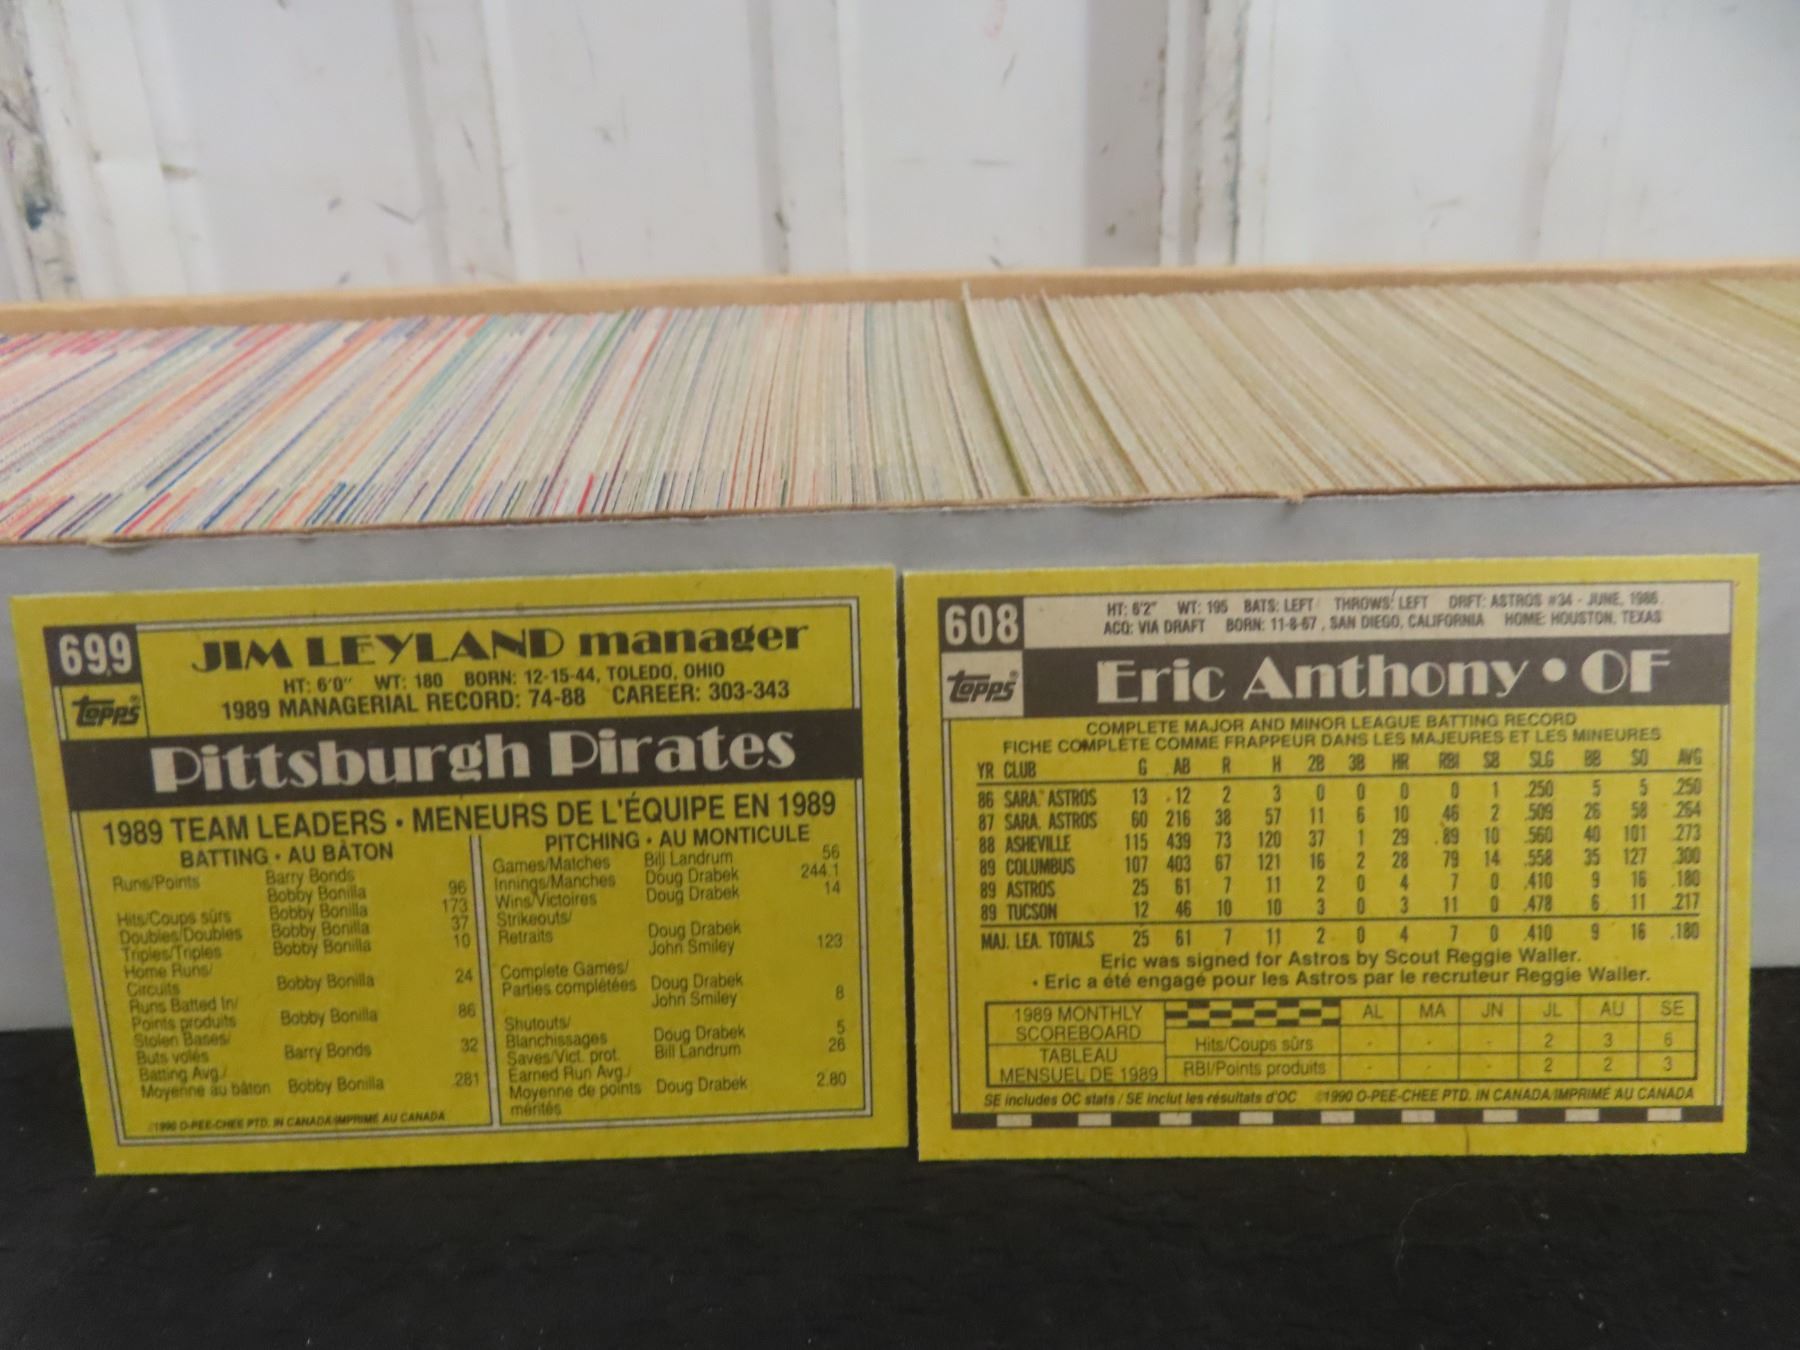 699
JIM LEYLAND manager
HT: 6'0" WT: 180 BORN: 12-15-44, TOLEDO, OHIO
1989 MANAGERIAL RECORD: 74-88 CAREER: 303-343
Topps
Pittsburgh Pirates
1989 TEAM LEADERS • MENEURS DE L'ÉQUIPE EN 1989
BATTING • AU BÂTON
Runs/Points Barry Bonds
Bobby Bonilla 96
Hits/Coups sûrs Bobby Bonilla 173
Doubles/Doubles Bobby Bonilla 37
Triples/Triples Bobby Bonilla 10
Home Runs/
Circuits Bobby Bonilla 24
Runs Batted In/
Points produits Bobby Bonilla 86
Stolen Bases/
Buts volés Barry Bonds 32
Batting Avg./
Moyenne au bâton Bobby Bonilla .281
PITCHING • AU MONTICULE
Games/Matches Bill Landrum 56
Innings/Manches Doug Drabek 244.1
Wins/Victoires Doug Drabek 14
Strikeouts/
Retraits Doug Drabek
John Smiley 123
Complete Games/
Parties complétées Doug Drabek
John Smiley 8
Shutouts/
Blanchissages Doug Drabek 5
Saves/Vict. prot. Bill Landrum 26
Earned Run Avg./
Moyenne de points Doug Drabek 2.80
mérités
©1990 O-PEE-CHEE PTD. IN CANADA/IMPRIMÉ AU CANADA
608
HT: 6'2" WT: 195 BATS: LEFT THROWS: LEFT DRFT: ASTROS #34 - JUNE, 1986
ACQ: VIA DRAFT BORN: 11-8-67, SAN DIEGO, CALIFORNIA HOME: HOUSTON, TEXAS
Topps
Eric Anthony • OF
COMPLETE MAJOR AND MINOR LEAGUE BATTING RECORD
FICHE COMPLETE COMME FRAPPEUR DANS LES MAJEURES ET LES MINEURES
YR CLUB G AB R H 2B 3B HR RBI SB SLG BB SO AVG
86 SARA. ASTROS 13 12 2 3 0 0 0 0 1 .250 5 5 .250
87 SARA. ASTROS 60 216 38 57 11 6 10 46 2 .509 26 58 .264
88 ASHEVILLE 115 439 73 120 37 1 29 89 10 .560 40 101 .273
89 COLUMBUS 107 403 67 121 16 2 28 79 14 .558 35 127 .300
89 ASTROS 25 61 7 11 2 0 4 7 0 .410 9 16 .180
89 TUCSON 12 46 10 10 3 0 3 11 0 .478 6 11 .217
MAJ. LEA. TOTALS 25 61 7 11 2 0 4 7 0 .410 9 16 .180
Eric was signed for Astros by Scout Reggie Waller.
• Eric a été engagé pour les Astros par le recruteur Reggie Waller.
1989 MONTHLY
SCOREBOARD
TABLEAU
MENSUEL DE 1989
AL MA JN JL AU SE
Hits/Coups sûrs - - - 2 3 6
RBI/Points produits - - - 2 2 3
SE includes OC stats / SE inclut les résultats d'OC ©1990 O-PEE-CHEE PTD. IN CANADA/IMPRIMÉ AU CANADA